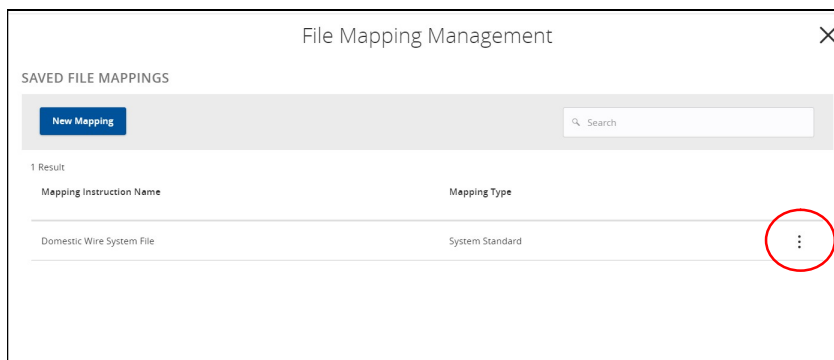 File Mapping Management
SAVED FILE MAPPINGS
New Mapping
Search
1 Result
Mapping Instruction Name Mapping Type
Domestic Wire System File System Standard